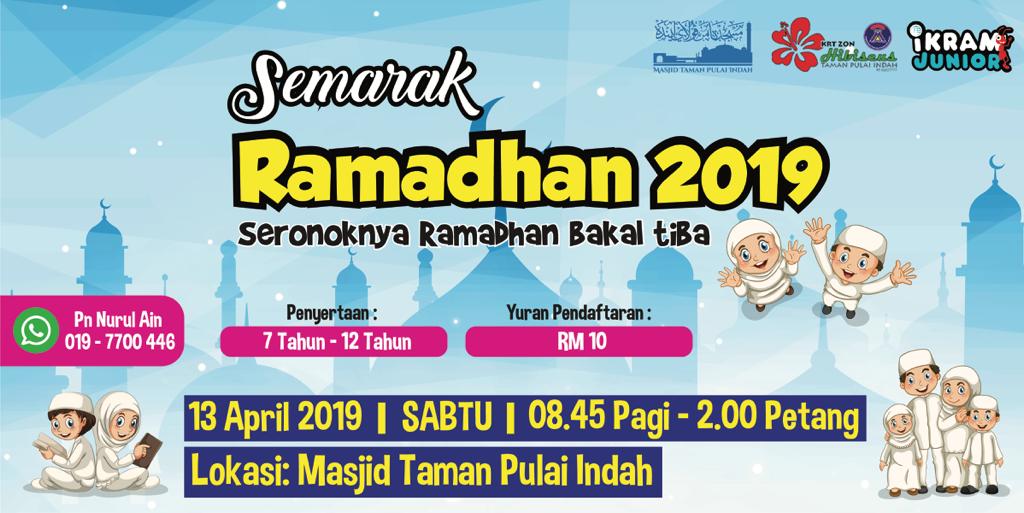 MASJID TAMAN PULAI INDAH
KRT ZON
Hibiscus
TAMAN PULAI INDAH
iKRAM
JUNIOR
Semarak
Ramadhan 2019
Seronoknya Ramadhan Bakal tiba
Pn Nurul Ain
019 - 7700 446
Penyertaan :
7 Tahun - 12 Tahun
Yuran Pendaftaran :
RM 10
13 April 2019 | SABTU | 08.45 Pagi - 2.00 Petang
Lokasi: Masjid Taman Pulai Indah